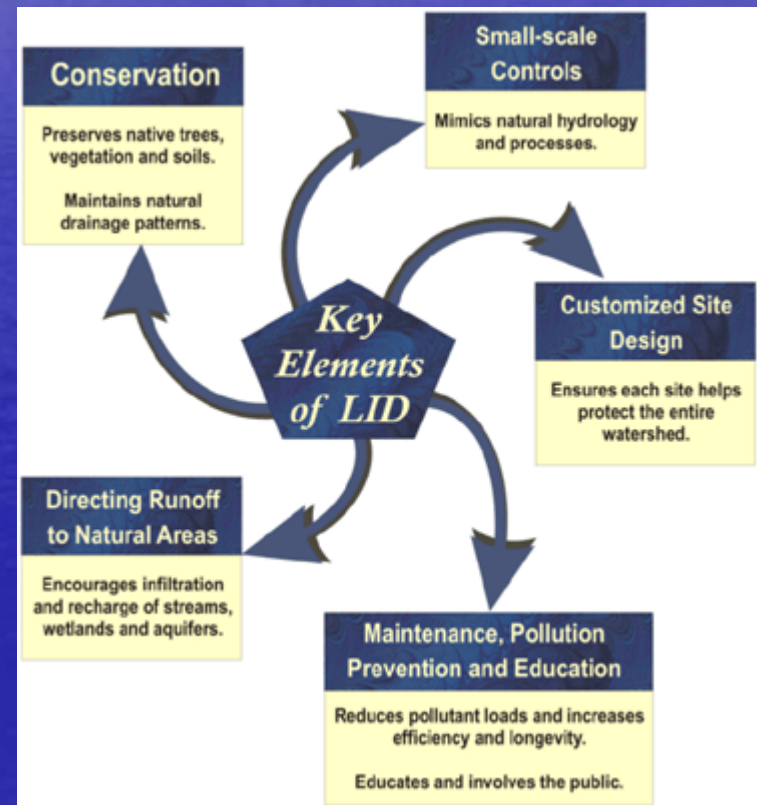 Conservation
Preserves native trees,
vegetation and soils.
Maintains natural
drainage patterns.
Small-scale
Controls
Mimics natural hydrology
and processes.
Key
Elements
of LID
Customized Site
Design
Ensures each site helps
protect the entire
watershed.
Directing Runoff
to Natural Areas
Encourages infiltration
and recharge of streams,
wetlands and aquifers.
Maintenance, Pollution
Prevention and Education
Reduces pollutant loads and increases
efficiency and longevity.
Educates and involves the public.